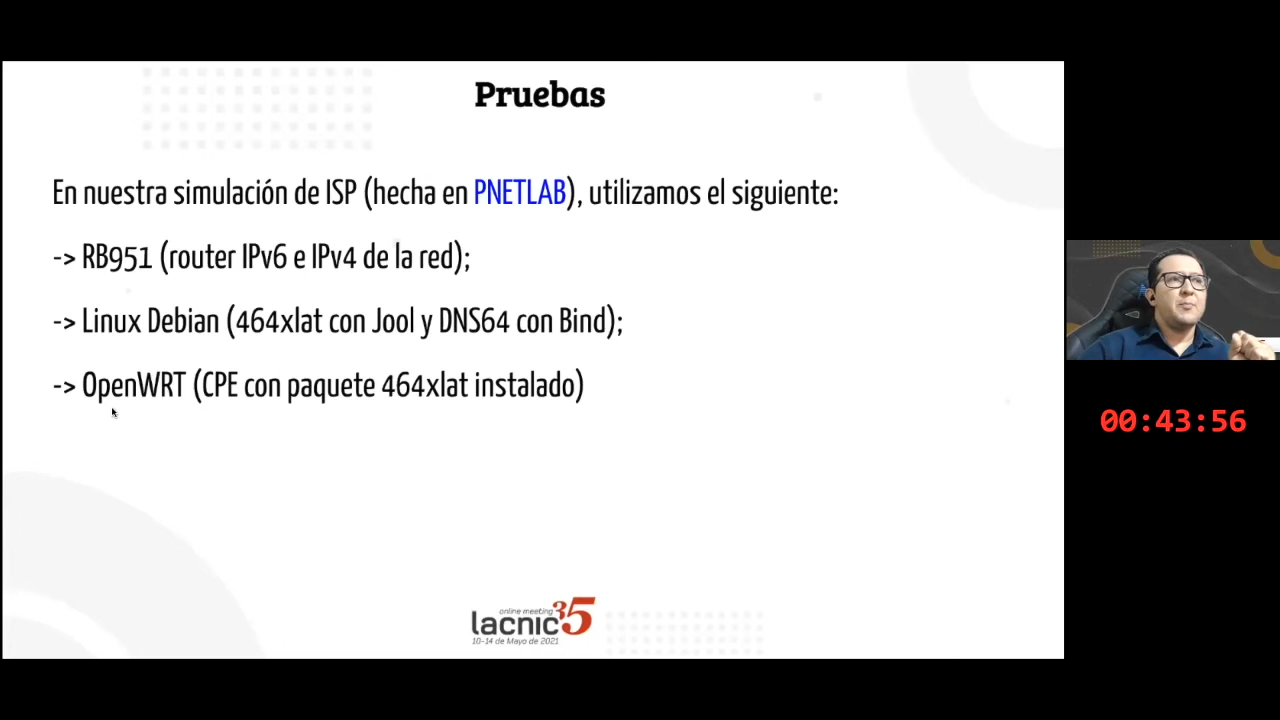 Pruebas
En nuestra simulación de ISP (hecha en PNETLAB), utilizamos el siguiente:
-> RB951 (router IPv6 e IPv4 de la red);
-> Linux Debian (464xlat con Jool y DNS64 con Bind);
-> OpenWRT (CPE con paquete 464xlat instalado)
00:43:56
online meeting
lacnic35
10-14 de Mayo de 2021